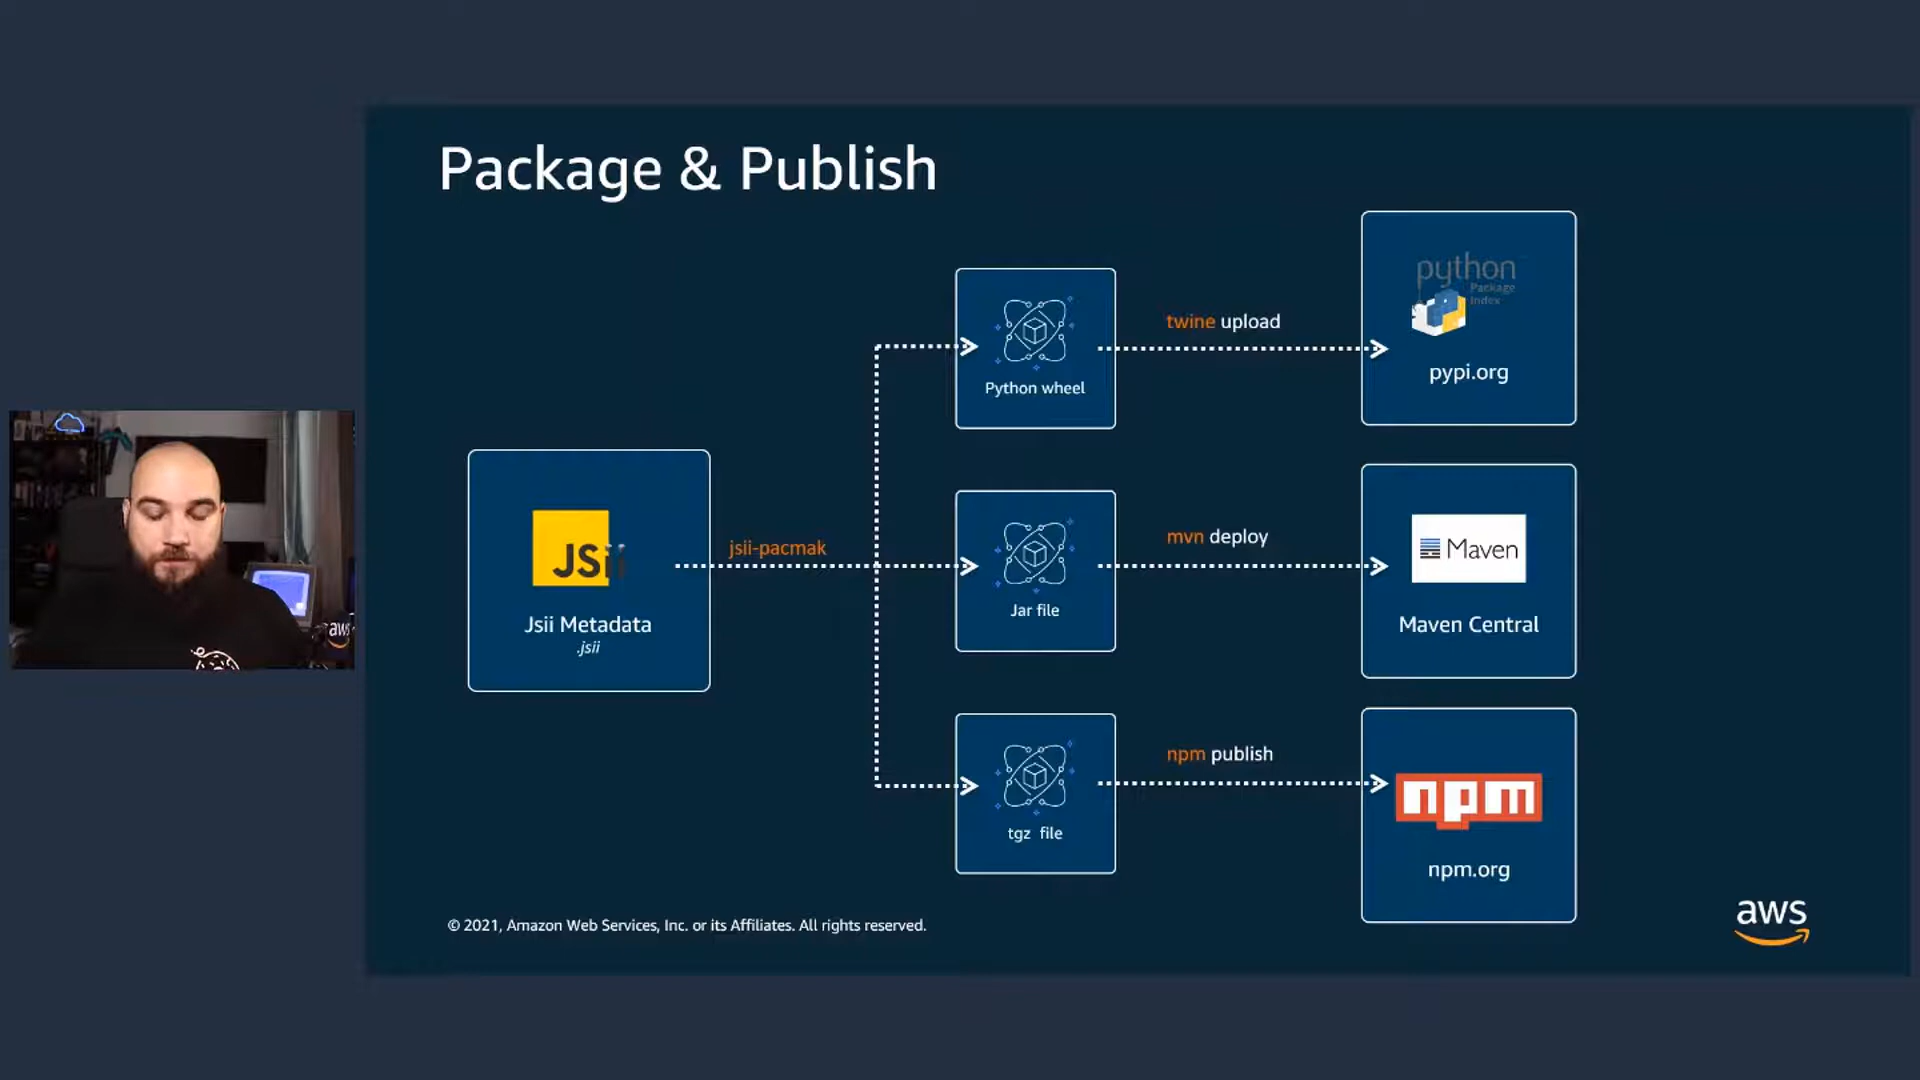 Package & Publish
python
Package
Index
pypi.org
twine upload
Python wheel
JSii
Jsii Metadata
.jsii
jsii-pacmak
Jar file
mvn deploy
Maven
Maven Central
tgz file
npm publish
npm
npm.org
aws
© 2021, Amazon Web Services, Inc. or its Affiliates. All rights reserved.
aws